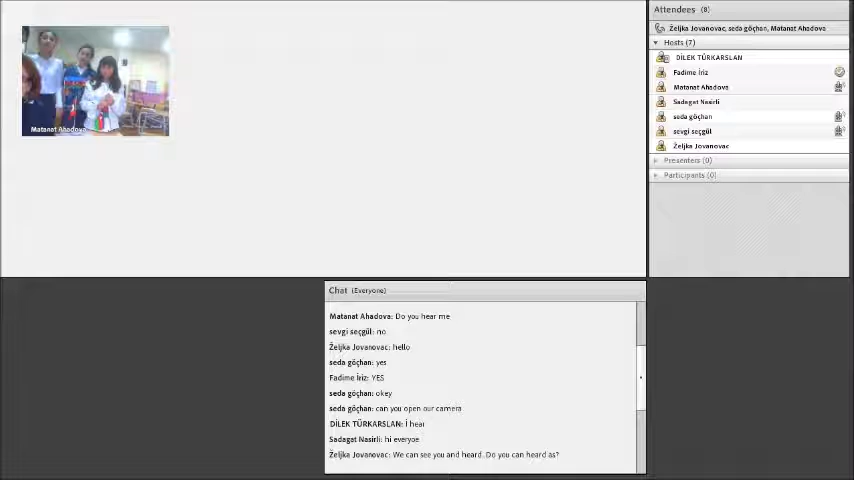 Matanat Ahadova
Attendees (8)
Željka Jovanovac, seda göçhan, Matanat Ahadova
Hosts (7)
DİLEK TÜRKARSLAN
Fadime İriz
Matanat Ahadova
Sadagat Nasirli
seda göçhan
sevgi seçgül
Željka Jovanovac
Presenters (0)
Participants (0)
Chat (Everyone)
Matanat Ahadova: Do you hear me
sevgi seçgül: no
Željka Jovanovac: hello
seda göçhan: yes
Fadime İriz: YES
seda göçhan: okey
seda göçhan: can you open our camera
DİLEK TÜRKARSLAN: İ hear
Sadagat Nasirli: hi everyoe
Željka Jovanovac: We can see you and heard. Do you can heard as?